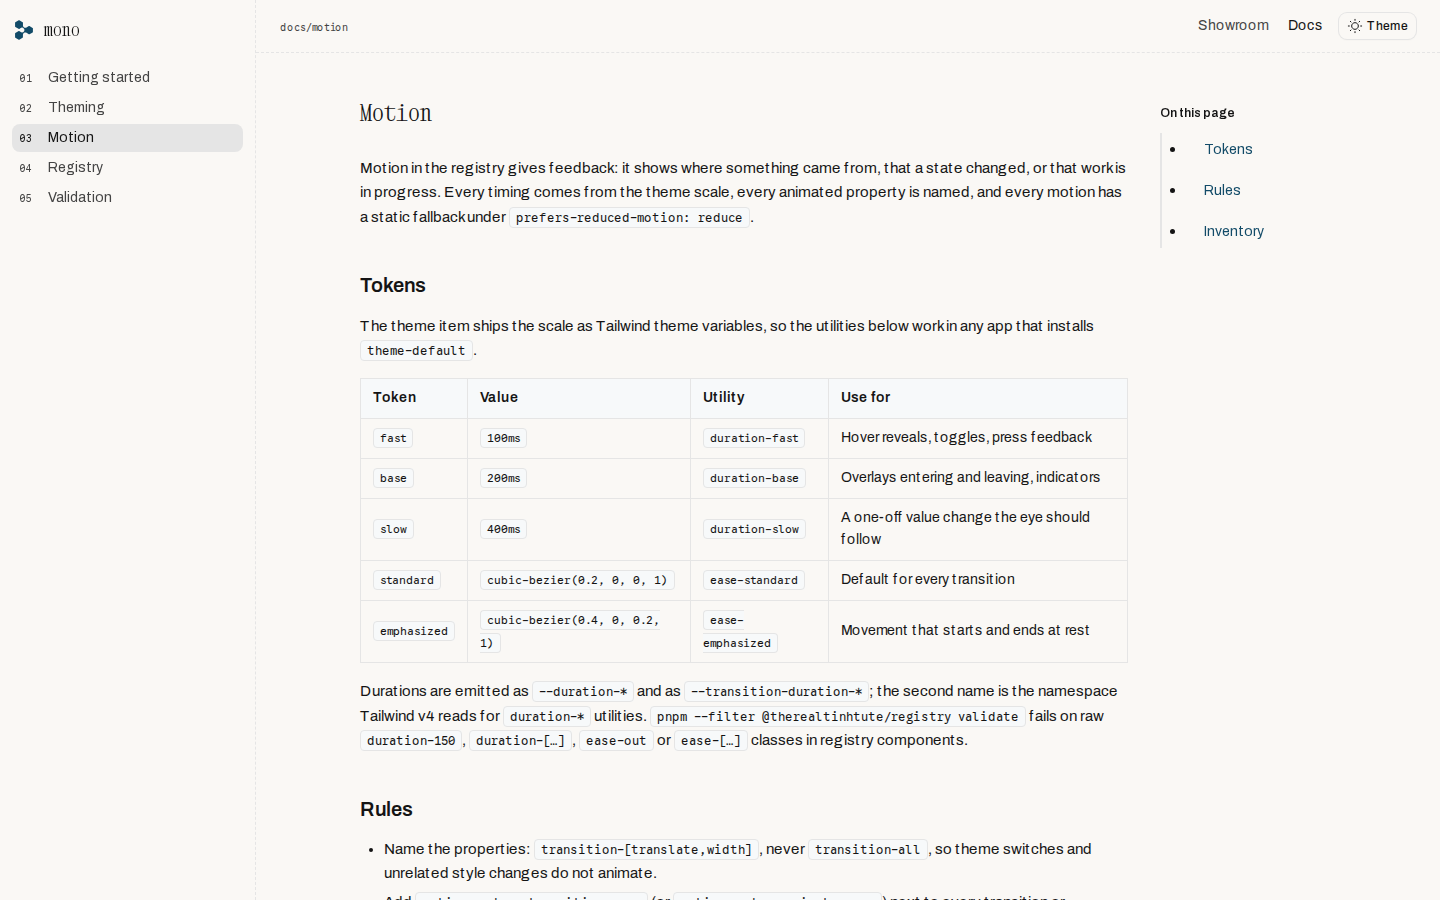 mono
docs/motion
Showroom Docs Theme
01 Getting started
02 Theming
03 Motion
04 Registry
05 Validation
Motion
Motion in the registry gives feedback: it shows where something came from, that a state changed, or that work is
in progress. Every timing comes from the theme scale, every animated property is named, and every motion has
a static fallback under prefers-reduced-motion: reduce.
On this page
Tokens
Rules
Inventory
Tokens
The theme item ships the scale as Tailwind theme variables, so the utilities below work in any app that installs
theme-default.
Token Value Utility Use for
fast 100ms duration-fast Hover reveals, toggles, press feedback
base 200ms duration-base Overlays entering and leaving, indicators
slow 400ms duration-slow A one-off value change the eye should
follow
standard cubic-bezier(0.2, 0, 0, 1) ease-standard Default for every transition
emphasized cubic-bezier(0.4, 0, 0.2,
1) ease-
emphasized Movement that starts and ends at rest
Durations are emitted as --duration-* and as --transition-duration-*; the second name is the namespace
Tailwind v4 reads for duration-* utilities. pnpm --filter @therealtinhtute/registry validate fails on raw
duration-150, duration-[…], ease-out or ease-[…] classes in registry components.
Rules
• Name the properties: transition-[translate,width], never transition-all, so theme switches and
unrelated style changes do not animate.